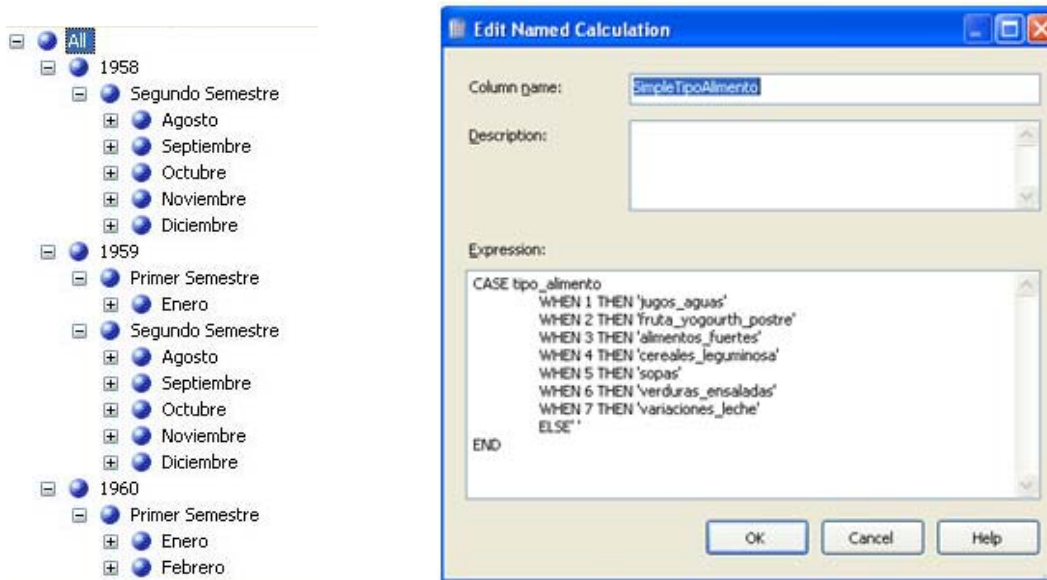 All
1958
Segundo Semestre
Agosto
Septiembre
Octubre
Noviembre
Diciembre
1959
Primer Semestre
Enero
Segundo Semestre
Agosto
Septiembre
Octubre
Noviembre
Diciembre
1960
Primer Semestre
Enero
Febrero
Edit Named Calculation
Column name: SimpleTipoAlimento
Description:
Expression:
CASE tipo_alimento
WHEN 1 THEN 'jugos_aguas'
WHEN 2 THEN 'fruta_yogourth_postre'
WHEN 3 THEN 'alimentos_fuertes'
WHEN 4 THEN 'cereales_leguminosa'
WHEN 5 THEN 'sopas'
WHEN 6 THEN 'verduras_ensaladas'
WHEN 7 THEN 'variaciones_leche'
ELSE' '
END
OK Cancel Help